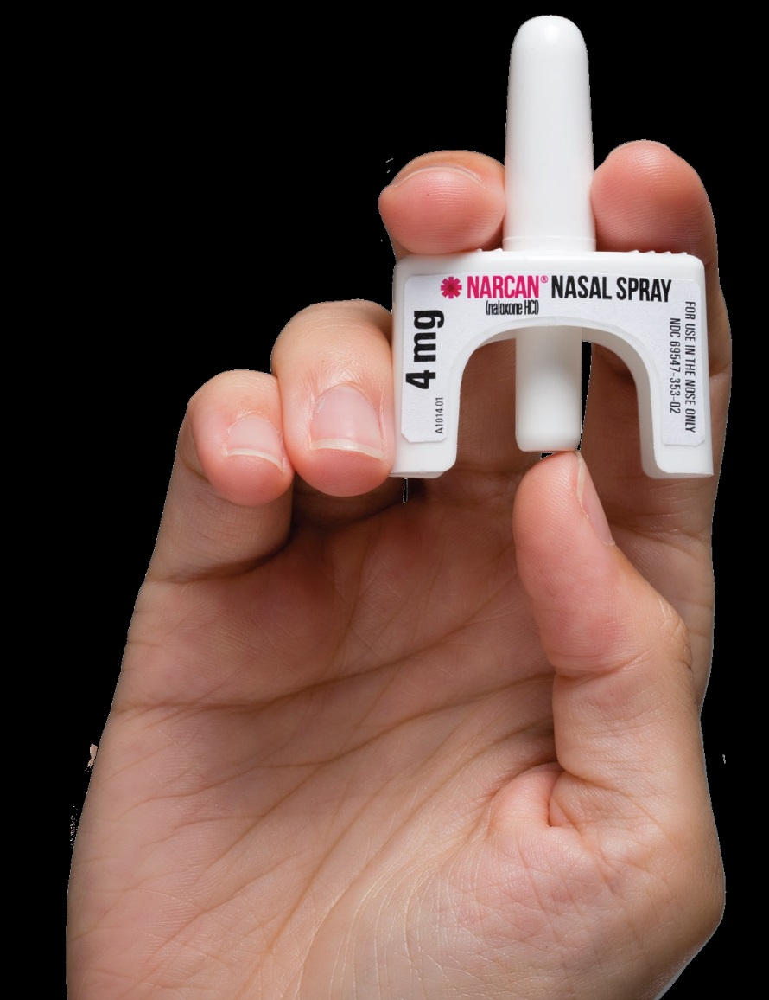 NARCAN® NASAL SPRAY
(naloxone HCl)
4 mg
A1014.01
FOR USE IN THE NOSE ONLY
NDC 69547-353-02